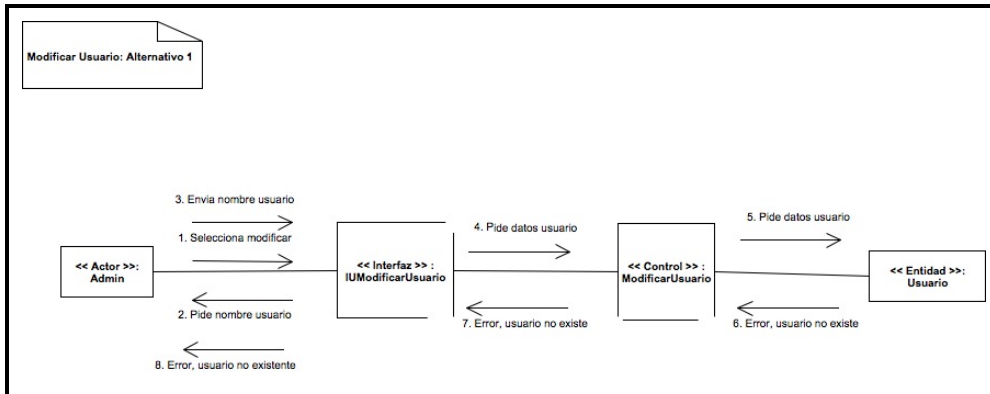 Modificar Usuario: Alternativo 1
3. Envia nombre usuario
1. Selecciona modificar
4. Pide datos usuario
5. Pide datos usuario
<< Actor >>:
Admin
<< Interfaz >> :
IUModificarUsuario
<< Control >> :
ModificarUsuario
<< Entidad >>:
Usuario
2. Pide nombre usuario
7. Error, usuario no existe
6. Error, usuario no existe
8. Error, usuario no existente